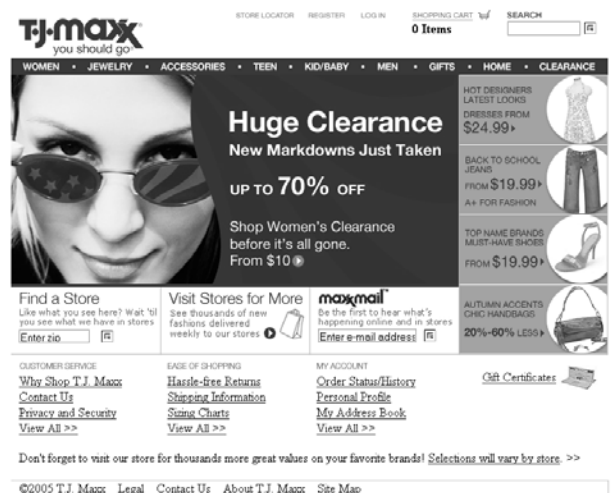 T·J·maxx
you should go®
STORE LOCATOR REGISTER LOG IN SHOPPING CART SEARCH
0 Items
WOMEN • JEWELRY • ACCESSORIES • TEEN • KID/BABY • MEN • GIFTS • HOME • CLEARANCE
Huge Clearance
New Markdowns Just Taken
UP TO 70% OFF
Shop Women's Clearance
before it's all gone.
From $10
HOT DESIGNERS
LATEST LOOKS
DRESSES FROM
$24.99
BACK TO SCHOOL
JEANS
FROM $19.99
A+ FOR FASHION
TOP NAME BRANDS
MUST-HAVE SHOES
FROM $19.99
AUTUMN ACCENTS
CHIC HANDBAGS
20%-60% LESS
Find a Store
Like what you see here? Wait 'til
you see what we have in stores
Enter zip
Visit Stores for More
See thousands of new
fashions delivered
weekly to our stores
maxxmail™
Be the first to hear what's
happening online and in stores
Enter e-mail address
CUSTOMER SERVICE
Why Shop T.J. Maxx
Contact Us
Privacy and Security
View All >>
EASE OF SHOPPING
Hassle-free Returns
Shipping Information
Sizing Charts
View All >>
MY ACCOUNT
Order Status/History
Personal Profile
My Address Book
View All >>
Gift Certificates
Don't forget to visit our store for thousands more great values on your favorite brands! Selections will vary by store. >>
©2005 T.J. Maxx Legal Contact Us About T.J. Maxx Site Map